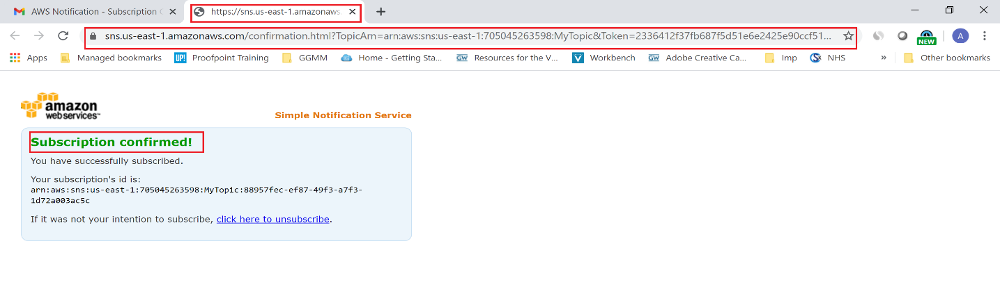 AWS Notification - Subscription C
https://sns.us-east-1.amazonaws.
sns.us-east-1.amazonaws.com/confirmation.html?TopicArn=arn:aws:sns:us-east-1:705045263598:MyTopic&Token=2336412f37fb687f5d51e6e2425e90ccf51...
NEW
A
Apps
Managed bookmarks
UP!
Proofpoint Training
GGMM
Home - Getting Sta...
GW
Resources for the V...
V
Workbench
GW
Adobe Creative Ca...
Imp
NHS
»
Other bookmarks
amazon
webservices™
Simple Notification Service
Subscription confirmed!
You have successfully subscribed.
Your subscription's id is:
arn:aws:sns:us-east-1:705045263598:MyTopic:88957fec-ef87-49f3-a7f3-
1d72a003ac5c
If it was not your intention to subscribe, click here to unsubscribe.